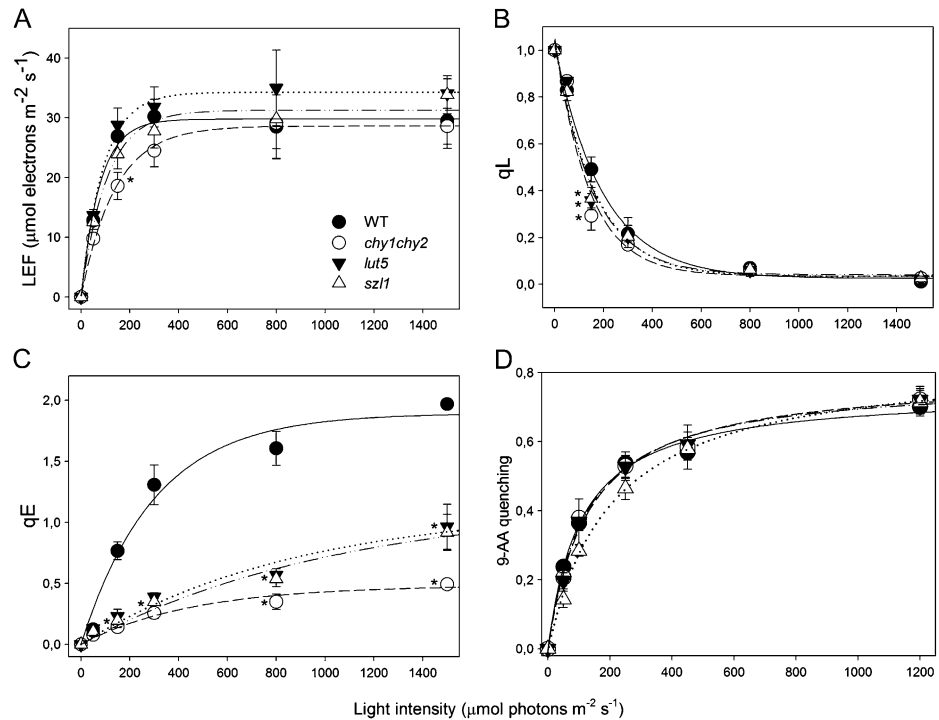 A
LEF (μmol electrons m-2 s-1)
40
30
20
10
0
0 200 400 600 800 1000 1200 1400
*
WT
chy1chy2
lut5
szl1
B
qL
1,0
0,8
0,6
0,4
0,2
0,0
0 200 400 600 800 1000 1200 1400
*
*
*
C
qE
2,0
1,5
1,0
0,5
0,0
0 200 400 600 800 1000 1200 1400
*
*
*
*
*
*
D
9-AA quenching
0,8
0,6
0,4
0,2
0,0
0 200 400 600 800 1000 1200
Light intensity (μmol photons m-2 s-1)